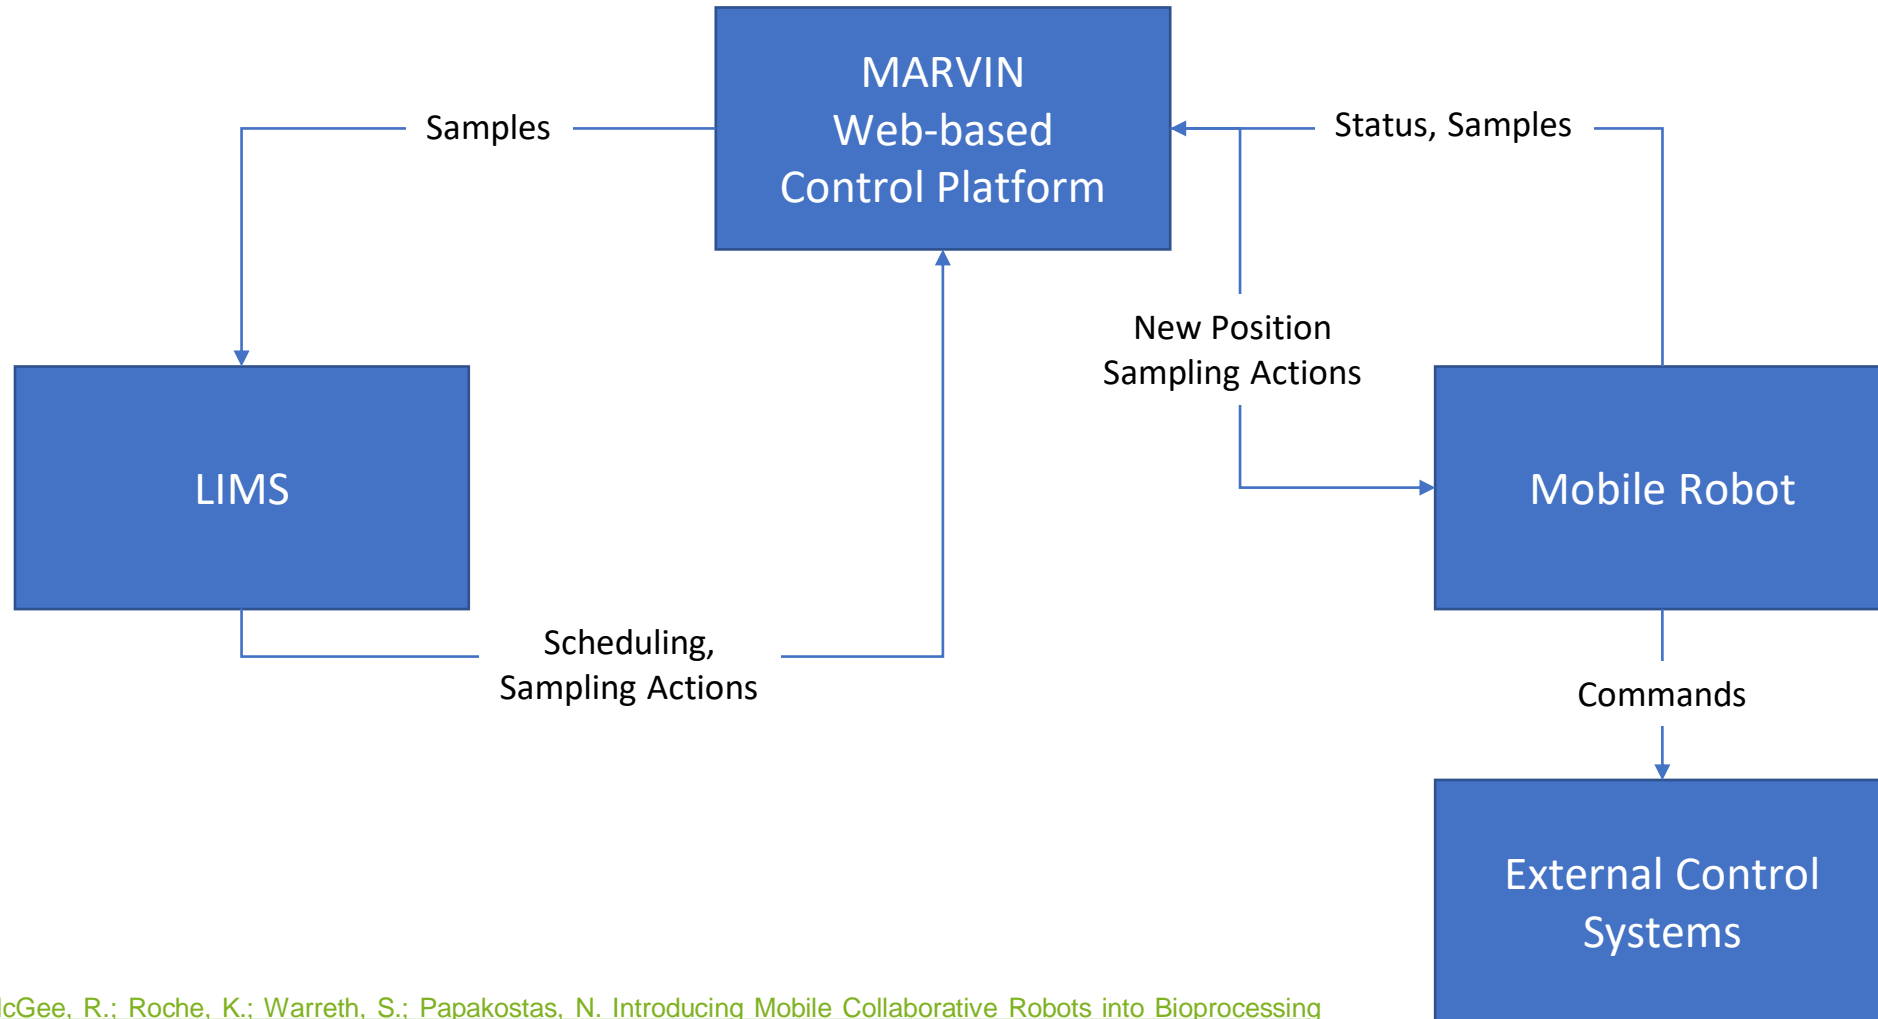 MARVIN
Web-based
Control Platform
Samples
Status, Samples
New Position
Sampling Actions
LIMS
Mobile Robot
Scheduling,
Sampling Actions
Commands
External Control
Systems
R.; Roche, K.; Warreth, S.; Papakostas, N. Introducing Mobile Collaborative Robots into Bioprocessing